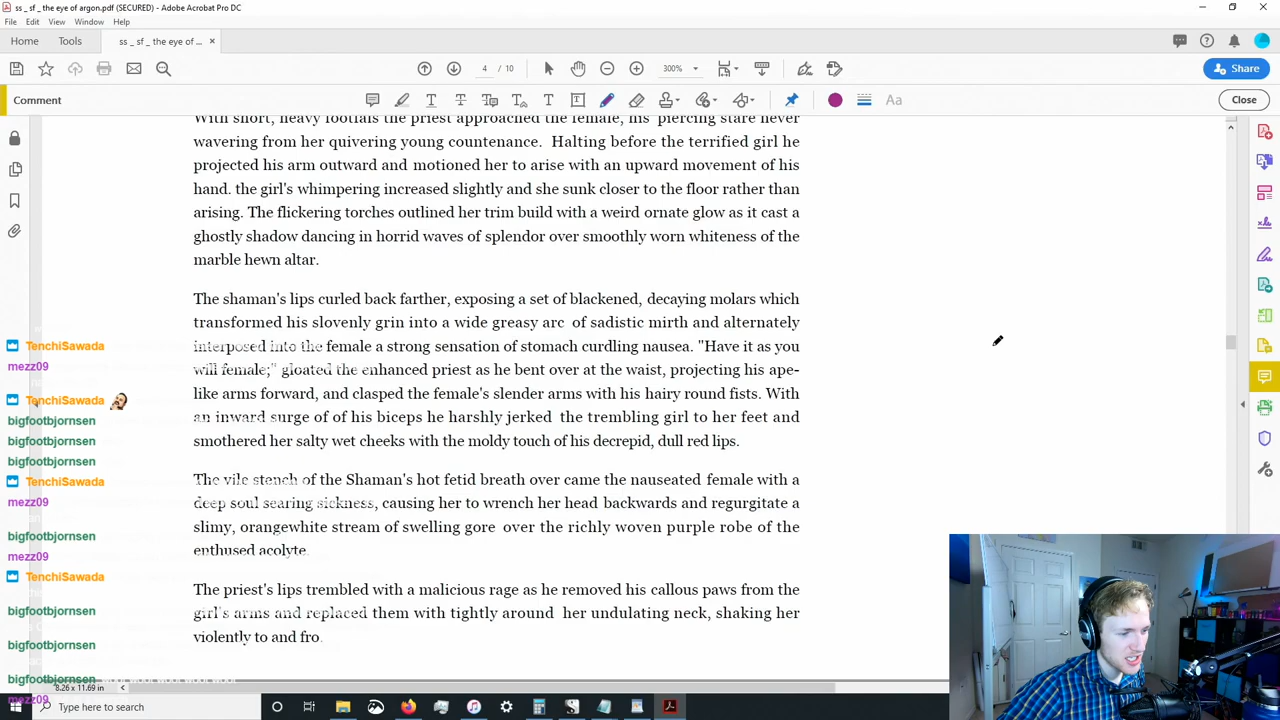 ss _ sf _ the eye of argon.pdf (SECURED) - Adobe Acrobat Pro DC
File Edit View Window Help
Home Tools ss _ sf _ the eye of ... ×
4 / 10 300% Share
Comment Aa Close
With short, heavy footfalls the priest approached the female, his piercing stare never
wavering from her quivering young countenance. Halting before the terrified girl he
projected his arm outward and motioned her to arise with an upward movement of his
hand. the girl's whimpering increased slightly and she sunk closer to the floor rather than
arising. The flickering torches outlined her trim build with a weird ornate glow as it cast a
ghostly shadow dancing in horrid waves of splendor over smoothly worn whiteness of the
marble hewn altar.
The shaman's lips curled back farther, exposing a set of blackened, decaying molars which
transformed his slovenly grin into a wide greasy arc of sadistic mirth and alternately
interposed into the female a strong sensation of stomach curdling nausea. "Have it as you
will female;" gloated the enhanced priest as he bent over at the waist, projecting his ape-
like arms forward, and clasped the female's slender arms with his hairy round fists. With
an inward surge of of his biceps he harshly jerked the trembling girl to her feet and
smothered her salty wet cheeks with the moldy touch of his decrepid, dull red lips.
The vile stench of the Shaman's hot fetid breath over came the nauseated female with a
deep soul searing sickness, causing her to wrench her head backwards and regurgitate a
slimy, orangewhite stream of swelling gore over the richly woven purple robe of the
enthused acolyte.
The priest's lips trembled with a malicious rage as he removed his callous paws from the
girl's arms and replaced them with tightly around her undulating neck, shaking her
violently to and fro.
TenchiSawada
mezz09
TenchiSawada
bigfootbjornsen
bigfootbjornsen
bigfootbjornsen
TenchiSawada
mezz09
bigfootbjornsen
mezz09
TenchiSawada
bigfootbjornsen
bigfootbjornsen
bigfootbjornsen
mezz09
8.26 x 11.69 in
Type here to search